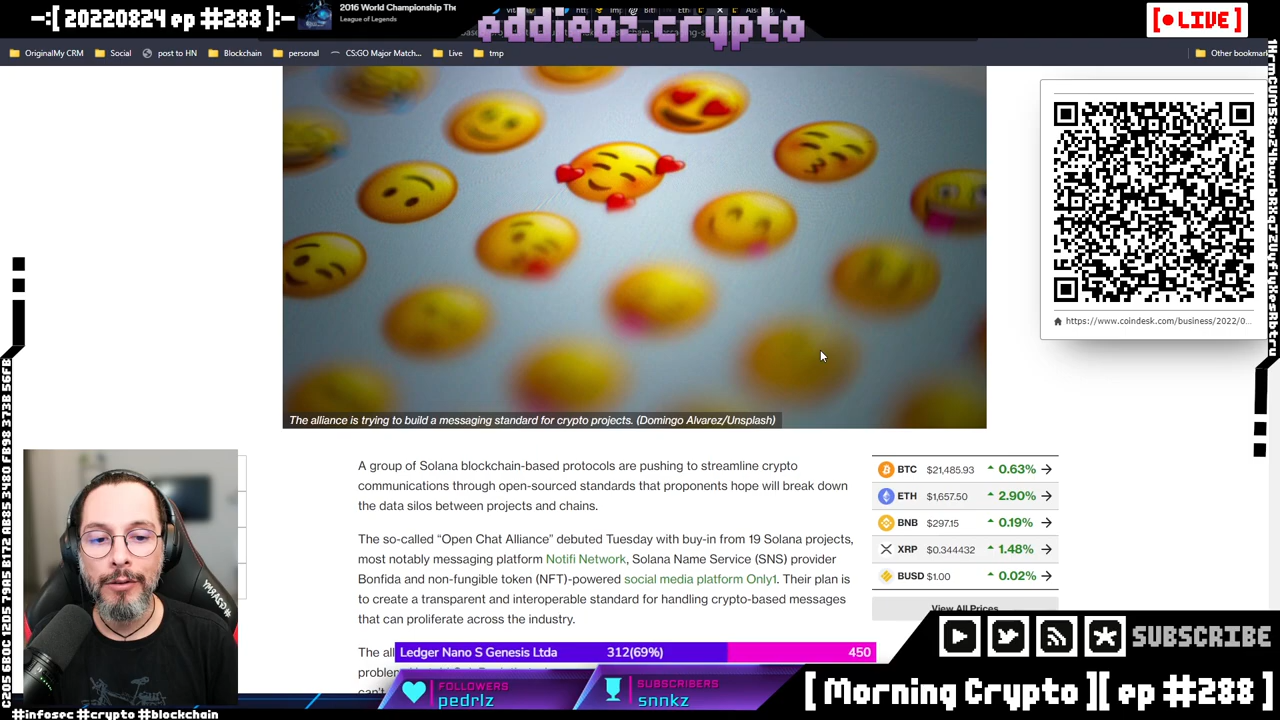 -:[ 20220824 ep #288 ]:-
2016 World Championship The
League of Legends
eddieoz.crypto
[● LIVE]
OriginalMy CRM
Social
post to HN
Blockchain
personal
CS:GO Major Match...
Live
tmp
Other bookmark
https://www.coindesk.com/business/2022/0...
The alliance is trying to build a messaging standard for crypto projects. (Domingo Alvarez/Unsplash)
A group of Solana blockchain-based protocols are pushing to streamline crypto
communications through open-sourced standards that proponents hope will break down
the data silos between projects and chains.
The so-called “Open Chat Alliance” debuted Tuesday with buy-in from 19 Solana projects,
most notably messaging platform Notifi Network, Solana Name Service (SNS) provider
Bonfida and non-fungible token (NFT)-powered social media platform Only1. Their plan is
to create a transparent and interoperable standard for handling crypto-based messages
that can proliferate across the industry.
The all
problem
can't
BTC $21,485.93 0.63%
ETH $1,657.50 2.90%
BNB $297.15 0.19%
XRP $0.344432 1.48%
BUSD $1.00 0.02%
View All Prices
Ledger Nano S Genesis Ltda 312(69%) 450
FOLLOWERS
pedrlz
SUBSCRIBERS
snnkz
SUBSCRIBE
[ Morning Crypto ][ ep #288 ]
#infosec #crypto #blockchain